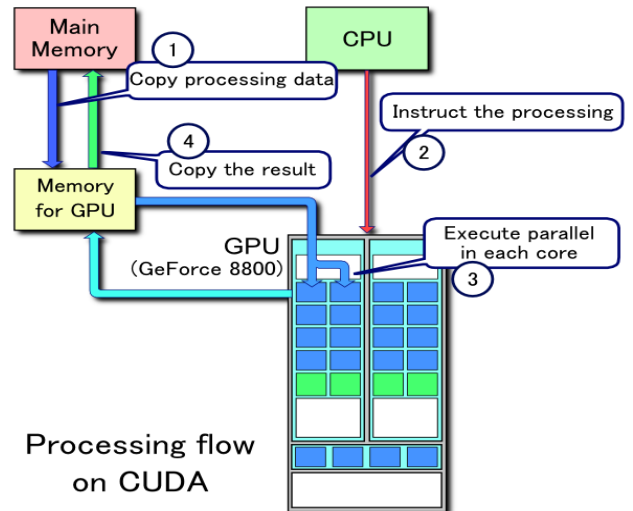 Main
Memory
1
Copy processing data
CPU
Instruct the processing
2
4
Copy the result
Memory
for GPU
GPU
(GeForce 8800)
Execute parallel
in each core
3
Processing flow
on CUDA